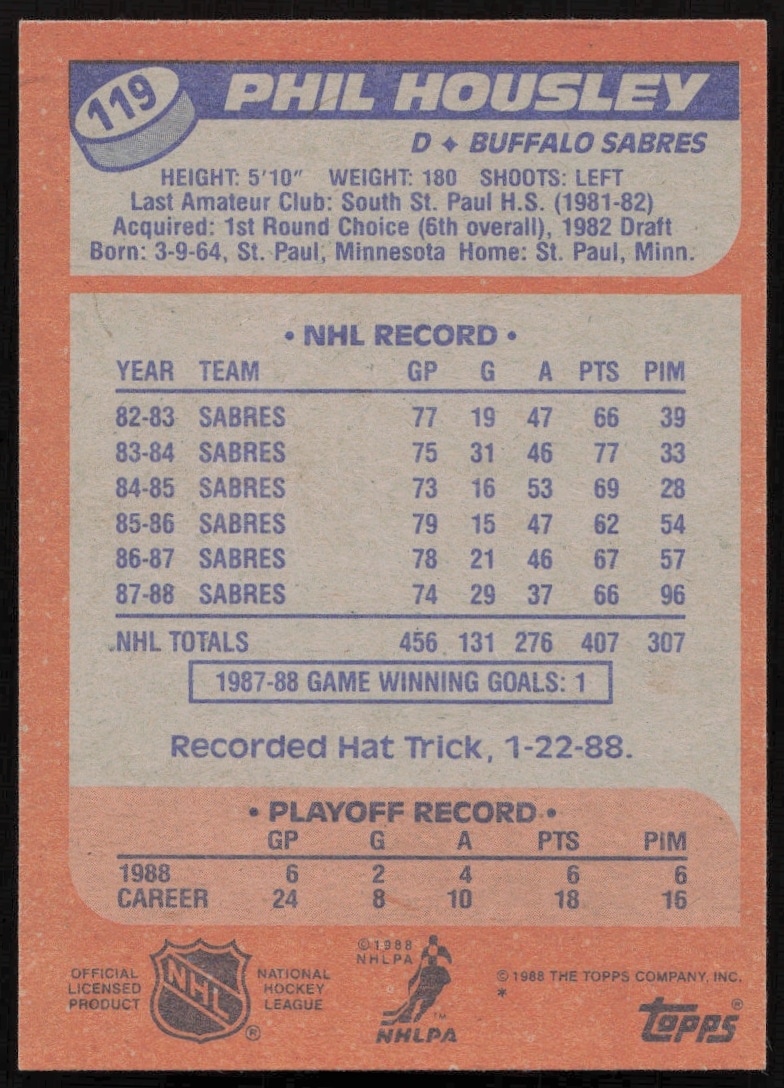 119
PHIL HOUSLEY
D ✦ BUFFALO SABRES
HEIGHT: 5'10" WEIGHT: 180 SHOOTS: LEFT
Last Amateur Club: South St. Paul H.S. (1981-82)
Acquired: 1st Round Choice (6th overall), 1982 Draft
Born: 3-9-64, St. Paul, Minnesota Home: St. Paul, Minn.
• NHL RECORD •
YEAR TEAM GP G A PTS PIM
82-83 SABRES 77 19 47 66 39
83-84 SABRES 75 31 46 77 33
84-85 SABRES 73 16 53 69 28
85-86 SABRES 79 15 47 62 54
86-87 SABRES 78 21 46 67 57
87-88 SABRES 74 29 37 66 96
NHL TOTALS 456 131 276 407 307
1987-88 GAME WINNING GOALS: 1
Recorded Hat Trick, 1-22-88.
• PLAYOFF RECORD •
GP G A PTS PIM
1988 6 2 4 6 6
CAREER 24 8 10 18 16
OFFICIAL
LICENSED
PRODUCT
NHL
®
NATIONAL
HOCKEY
LEAGUE
©1988
NHLPA
™
NHLPA
© 1988 THE TOPPS COMPANY, INC.
*
TOPPS ®